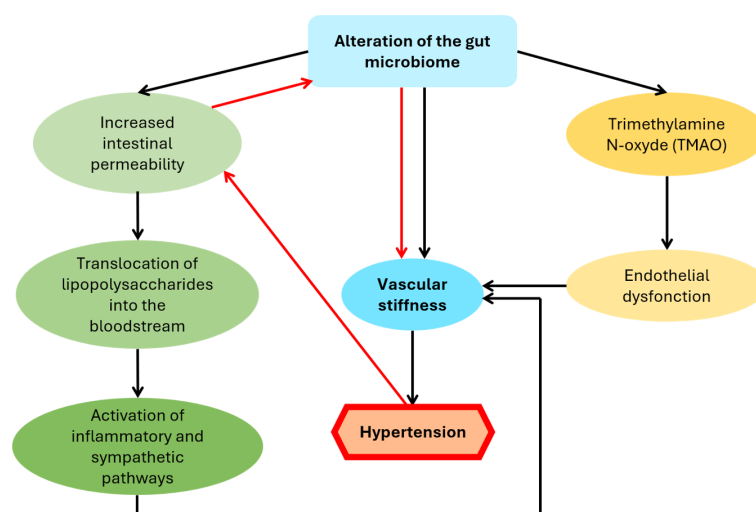 Alteration of the gut
microbiome
Increased
intestinal
permeability
Trimethylamine
N-oxyde (TMAO)
Translocation of
lipopolysaccharides
into the
bloodstream
Vascular
stiffness
Endothelial
dysfonction
Activation of
inflammatory and
sympathetic
pathways
Hypertension